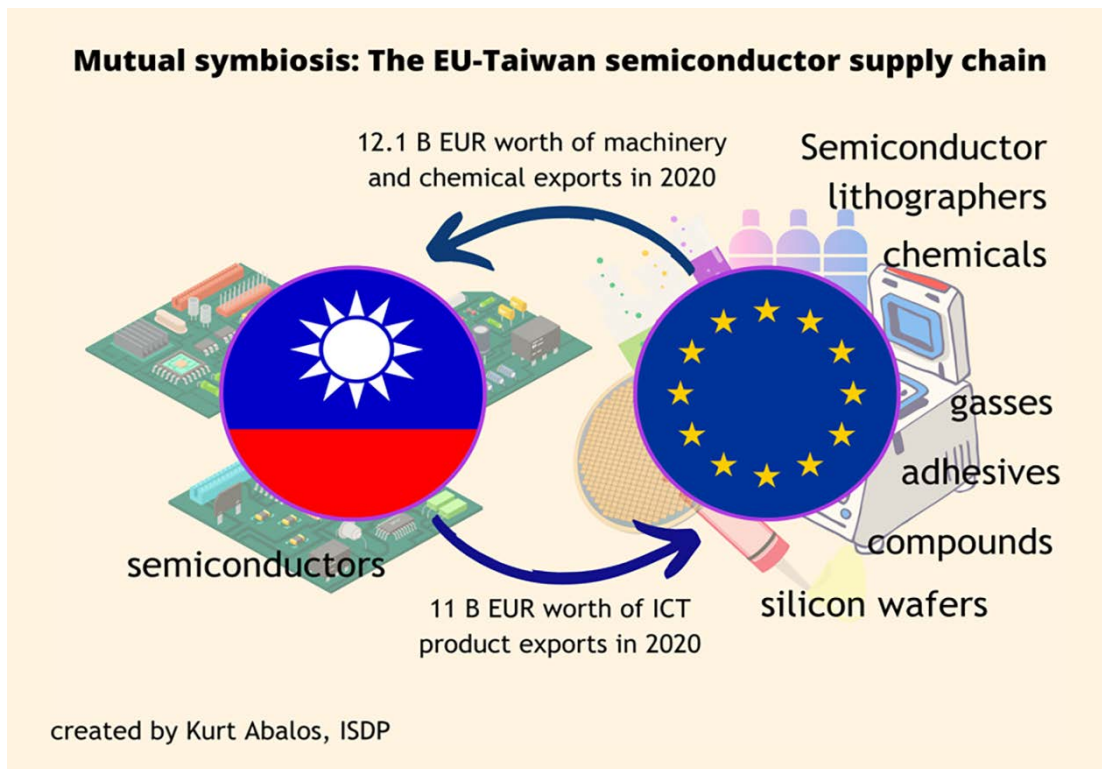 Mutual symbiosis: The EU-Taiwan semiconductor supply chain
12.1 B EUR worth of machinery
and chemical exports in 2020
Semiconductor
lithographers
chemicals
gasses
adhesives
compounds
silicon wafers
semiconductors
11 B EUR worth of ICT
product exports in 2020
created by Kurt Abalos, ISDP